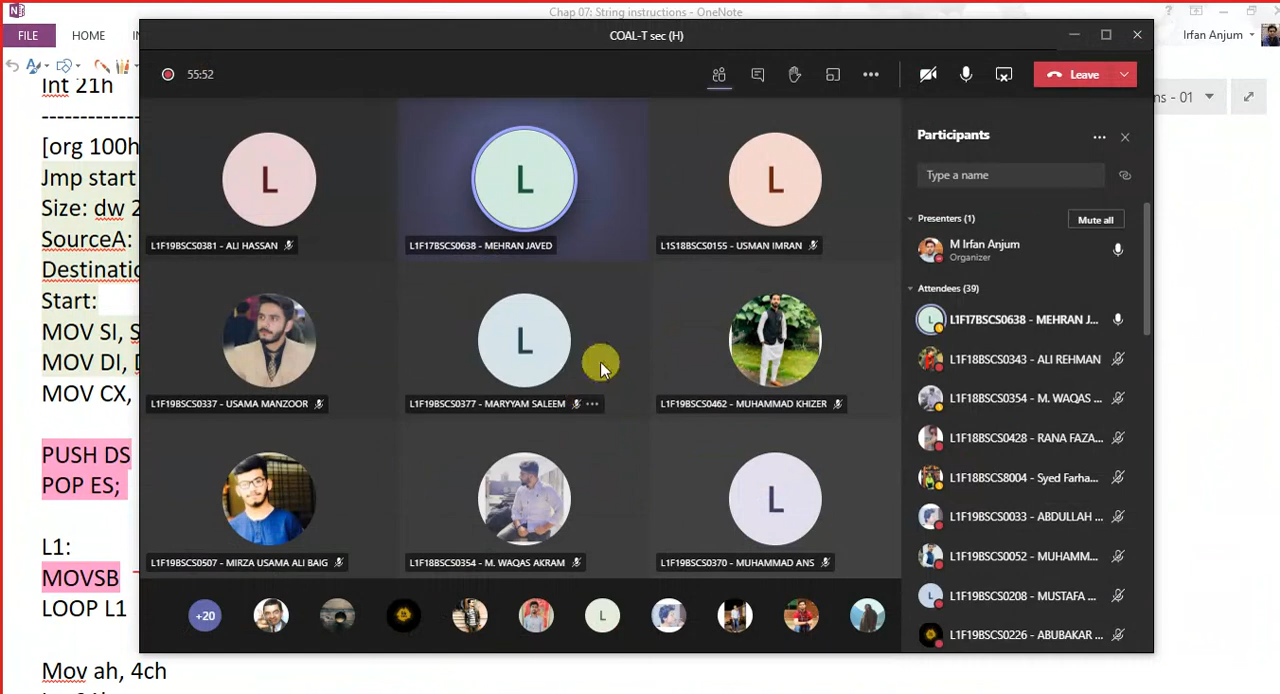 Chap 07: String instructions - OneNote
FILE
HOME
Irfan Anjum
COAL-T sec (H)
Int 21h
55:52
Leave
ns - 01
[org 100h
Jmp start
Size: dw 2
SourceA:
Destinatic
Start:
MOV SI, S
MOV DI, D
MOV CX,
PUSH DS
POP ES;
L1:
MOVSB
LOOP L1
Mov ah, 4ch
L
L1F19BSCS0381 - ALI HASSAN
L
L1F17BSCS0638 - MEHRAN JAVED
L
L1S18BSCS0155 - USMAN IMRAN
L1F19BSCS0337 - USAMA MANZOOR
L
L1F19BSCS0377 - MARYYAM SALEEM
L1F19BSCS0462 - MUHAMMAD KHIZER
L1F19BSCS0507 - MIRZA USAMA ALI BAIG
L1F18BSCS0354 - M. WAQAS AKRAM
L
L1F19BSCS0370 - MUHAMMAD ANS
+20
L
Participants
Type a name
Presenters (1)
Mute all
M Irfan Anjum
Organizer
Attendees (39)
L
L1F17BSCS0638 - MEHRAN J...
L1F18BSCS0343 - ALI REHMAN
L1F18BSCS0354 - M. WAQAS ...
L1F18BSCS0428 - RANA FAZA...
L1F18BSCS8004 - Syed Farha...
L1F19BSCS0033 - ABDULLAH ...
L1F19BSCS0052 - MUHAMM...
L
L1F19BSCS0208 - MUSTAFA ...
L1F19BSCS0226 - ABUBAKAR ...